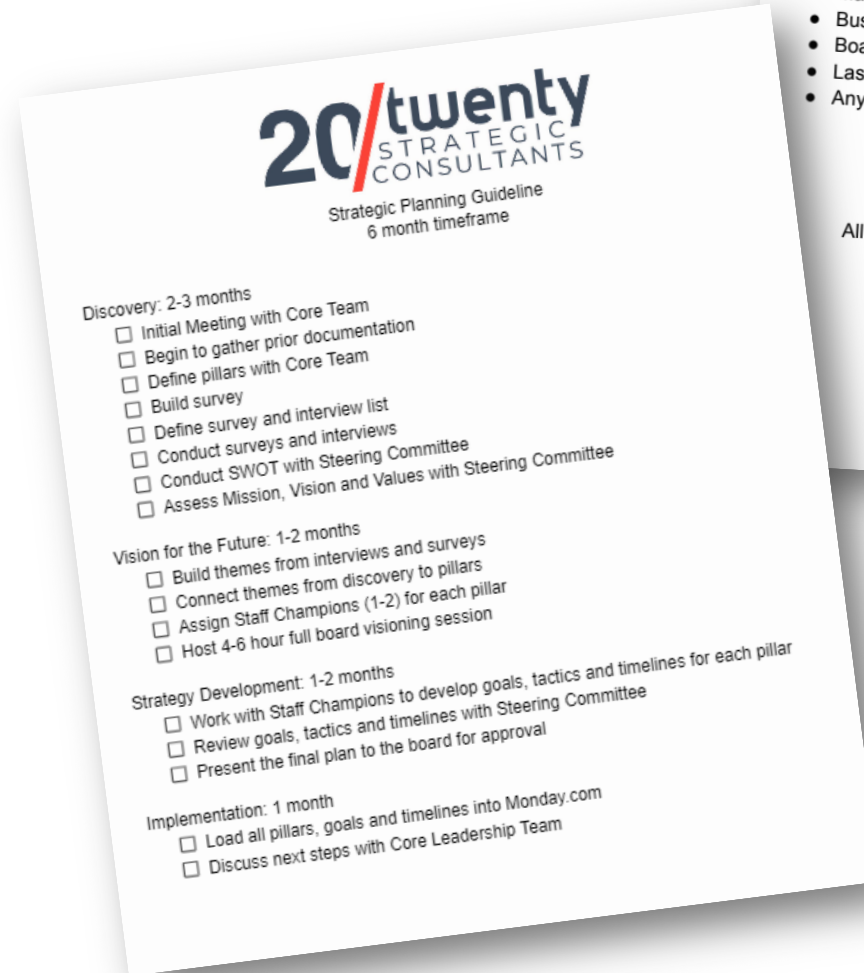 20/twenty
STRATEGIC
CONSULTANTS
Strategic Planning Guideline
6 month timeframe
Discovery: 2-3 months
Initial Meeting with Core Team
Begin to gather prior documentation
Define pillars with Core Team
Build survey
Define survey and interview list
Conduct surveys and interviews
Conduct SWOT with Steering Committee
Assess Mission, Vision and Values with Steering Committee
Vision for the Future: 1-2 months
Build themes from interviews and surveys
Connect themes from discovery to pillars
Assign Staff Champions (1-2) for each pillar
Host 4-6 hour full board visioning session
Strategy Development: 1-2 months
Work with Staff Champions to develop goals, tactics and timelines for each pillar
Review goals, tactics and timelines with Steering Committee
Present the final plan to the board for approval
Implementation: 1 month
Load all pillars, goals and timelines into Monday.com
Discuss next steps with Core Leadership Team
Bus
Boa
Las
Any
All